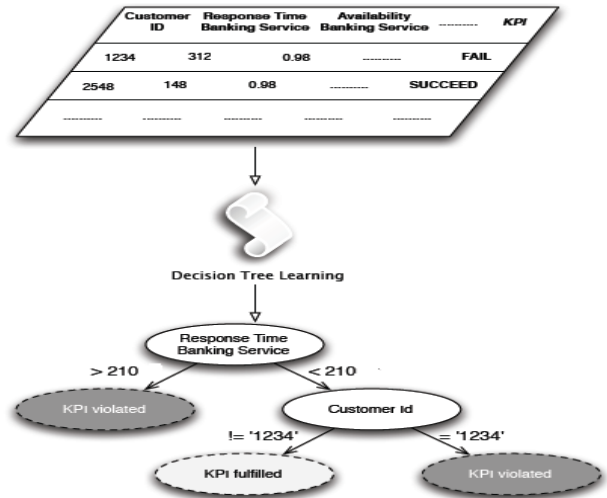 Customer ID Response Time Banking Service Availability Banking Service ---------- KPI
1234 312 0.98 ---------- FAIL
2548 148 0.98 ---------- SUCCEED
---------- ---------- ---------- ---------- ----------
Decision Tree Learning
Response Time
Banking Service
> 210 < 210
KPI violated Customer Id
!= '1234' = '1234'
KPI fulfilled KPI violated